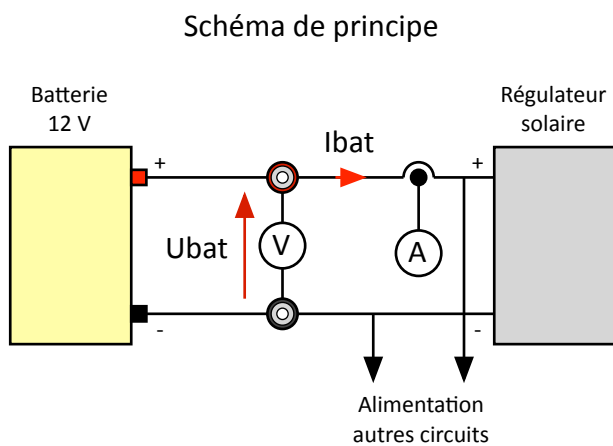 Schéma de principe
Batterie
12 V
Régulateur
solaire
Ibat
+
+
Ubat
V
A
-
-
Alimentation
autres circuits